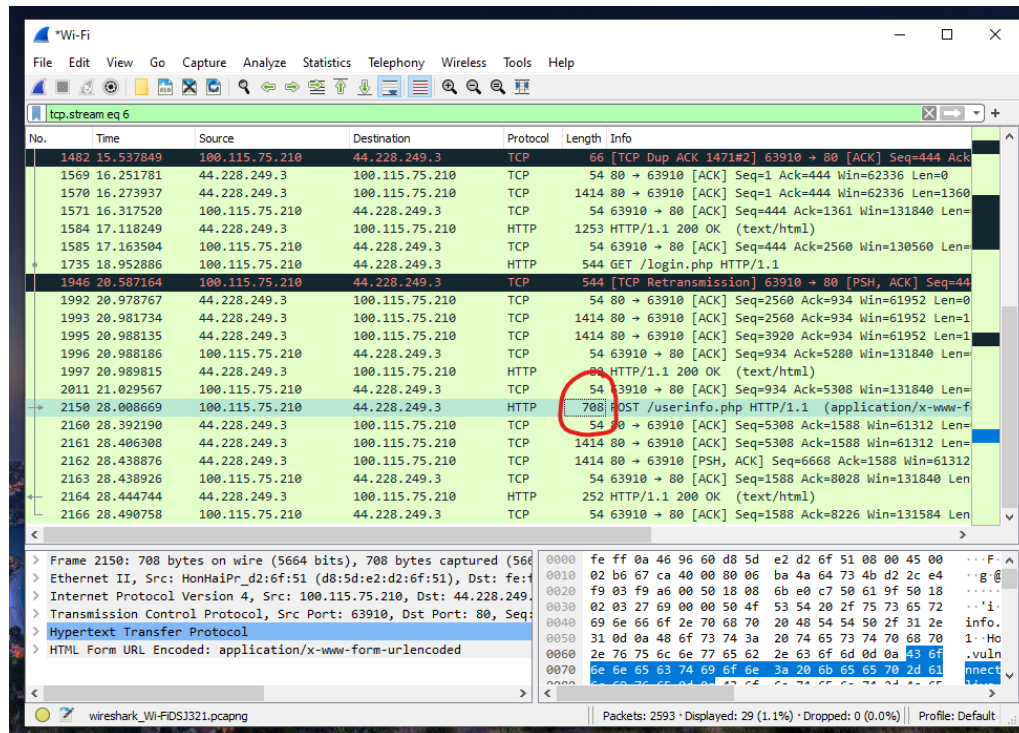 *Wi-Fi
File Edit View Go Capture Analyze Statistics Telephony Wireless Tools Help
tcp.stream eq 6
No. Time Source Destination Protocol Length Info
1482 15.537849 100.115.75.210 44.228.249.3 TCP 66 [TCP Dup ACK 1471#2] 63910 → 80 [ACK] Seq=444 Ack
1569 16.251781 44.228.249.3 100.115.75.210 TCP 54 80 → 63910 [ACK] Seq=1 Ack=444 Win=62336 Len=0
1570 16.273937 44.228.249.3 100.115.75.210 TCP 1414 80 → 63910 [ACK] Seq=1 Ack=444 Win=62336 Len=1360
1571 16.317520 100.115.75.210 44.228.249.3 TCP 54 63910 → 80 [ACK] Seq=444 Ack=1361 Win=131840 Len=
1584 17.118249 44.228.249.3 100.115.75.210 HTTP 1253 HTTP/1.1 200 OK (text/html)
1585 17.163504 100.115.75.210 44.228.249.3 TCP 54 63910 → 80 [ACK] Seq=444 Ack=2560 Win=130560 Len=
1735 18.952886 100.115.75.210 44.228.249.3 HTTP 544 GET /login.php HTTP/1.1
1946 20.587164 100.115.75.210 44.228.249.3 TCP 544 [TCP Retransmission] 63910 → 80 [PSH, ACK] Seq=44
1992 20.978767 44.228.249.3 100.115.75.210 TCP 54 80 → 63910 [ACK] Seq=2560 Ack=934 Win=61952 Len=0
1993 20.981734 44.228.249.3 100.115.75.210 TCP 1414 80 → 63910 [ACK] Seq=2560 Ack=934 Win=61952 Len=1
1995 20.988135 44.228.249.3 100.115.75.210 TCP 1414 80 → 63910 [ACK] Seq=3920 Ack=934 Win=61952 Len=1
1996 20.988186 100.115.75.210 44.228.249.3 TCP 54 63910 → 80 [ACK] Seq=934 Ack=5280 Win=131840 Len=
1997 20.989815 44.228.249.3 100.115.75.210 HTTP 82 HTTP/1.1 200 OK (text/html)
2011 21.029567 100.115.75.210 44.228.249.3 TCP 54 63910 → 80 [ACK] Seq=934 Ack=5308 Win=131840 Len=
2150 28.008669 100.115.75.210 44.228.249.3 HTTP 708 POST /userinfo.php HTTP/1.1 (application/x-www-f
2160 28.392190 44.228.249.3 100.115.75.210 TCP 54 80 → 63910 [ACK] Seq=5308 Ack=1588 Win=61312 Len=
2161 28.406308 44.228.249.3 100.115.75.210 TCP 1414 80 → 63910 [ACK] Seq=5308 Ack=1588 Win=61312 Len=
2162 28.438876 44.228.249.3 100.115.75.210 TCP 1414 80 → 63910 [PSH, ACK] Seq=6668 Ack=1588 Win=61312
2163 28.438926 100.115.75.210 44.228.249.3 TCP 54 63910 → 80 [ACK] Seq=1588 Ack=8028 Win=131840 Len
2164 28.444744 44.228.249.3 100.115.75.210 HTTP 252 HTTP/1.1 200 OK (text/html)
2166 28.490758 100.115.75.210 44.228.249.3 TCP 54 63910 → 80 [ACK] Seq=1588 Ack=8226 Win=131584 Len
Frame 2150: 708 bytes on wire (5664 bits), 708 bytes captured (566
Ethernet II, Src: HonHaiPr_d2:6f:51 (d8:5d:e2:d2:6f:51), Dst: fe:f
Internet Protocol Version 4, Src: 100.115.75.210, Dst: 44.228.249.
Transmission Control Protocol, Src Port: 63910, Dst Port: 80, Seq:
Hypertext Transfer Protocol
HTML Form URL Encoded: application/x-www-form-urlencoded
0000 fe ff 0a 46 96 60 d8 5d e2 d2 6f 51 08 00 45 00 ···F·
0010 02 b6 67 ca 40 00 80 06 ba 4a 64 73 4b d2 2c e4 ··g·@
0020 f9 03 f9 a6 00 50 18 08 6b e0 c7 50 61 9f 50 18
0030 02 03 27 69 00 00 50 4f 53 54 20 2f 75 73 65 72 ··'i·
0040 69 6e 66 6f 2e 70 68 70 20 48 54 54 50 2f 31 2e info.
0050 31 0d 0a 48 6f 73 74 3a 20 74 65 73 74 70 68 70 1··Ho
0060 2e 76 75 6c 6e 77 65 62 2e 63 6f 6d 0d 0a 43 6f .vuln
0070 6e 6e 65 63 74 69 6f 6e 3a 20 6b 65 65 70 2d 61 nnect
wireshark_Wi-FiDSJ321.pcapng
Packets: 2593 · Displayed: 29 (1.1%) · Dropped: 0 (0.0%)
Profile: Default